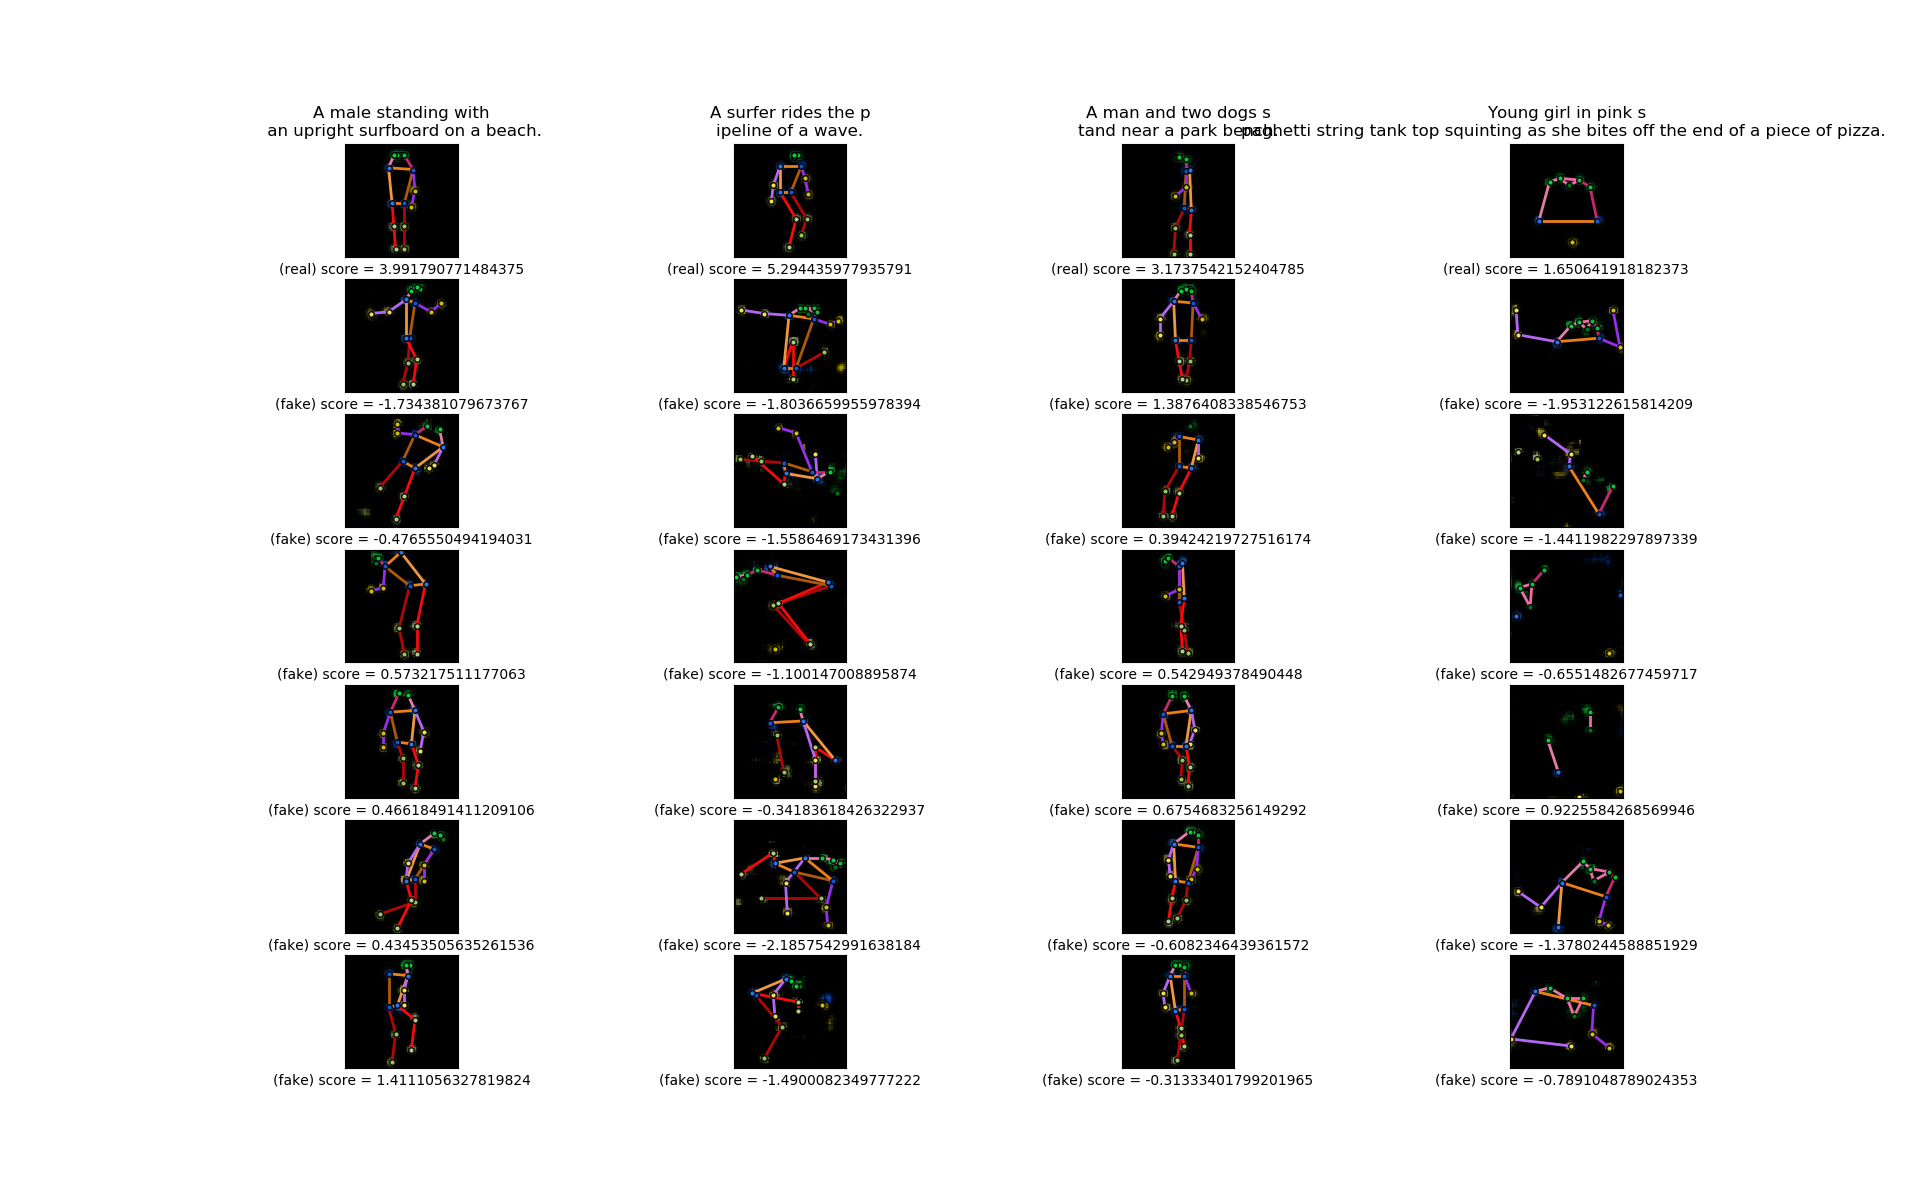 A male standing with
an upright surfboard on a beach.
A surfer rides the p
ipeline of a wave.
A man and two dogs s
tand near a park bench.
Young girl in pink s
paghetti string tank top squinting as she bites off the end of a piece of pizza.
(real) score = 3.991790771484375
(real) score = 5.294435977935791
(real) score = 3.1737542152404785
(real) score = 1.650641918182373
(fake) score = -1.734381079673767
(fake) score = -1.8036659955978394
(fake) score = 1.3876408338546753
(fake) score = -1.953122615814209
(fake) score = -0.4765550494194031
(fake) score = -1.5586469173431396
(fake) score = 0.39424219727516174
(fake) score = -1.4411982297897339
(fake) score = 0.573217511177063
(fake) score = -1.100147008895874
(fake) score = 0.542949378490448
(fake) score = -0.6551482677459717
(fake) score = 0.46618491411209106
(fake) score = -0.34183618426322937
(fake) score = 0.6754683256149292
(fake) score = 0.9225584268569946
(fake) score = 0.43453505635261536
(fake) score = -2.1857542991638184
(fake) score = -0.6082346439361572
(fake) score = -1.3780244588851929
(fake) score = 1.4111056327819824
(fake) score = -1.4900082349777222
(fake) score = -0.31333401799201965
(fake) score = -0.7891048789024353